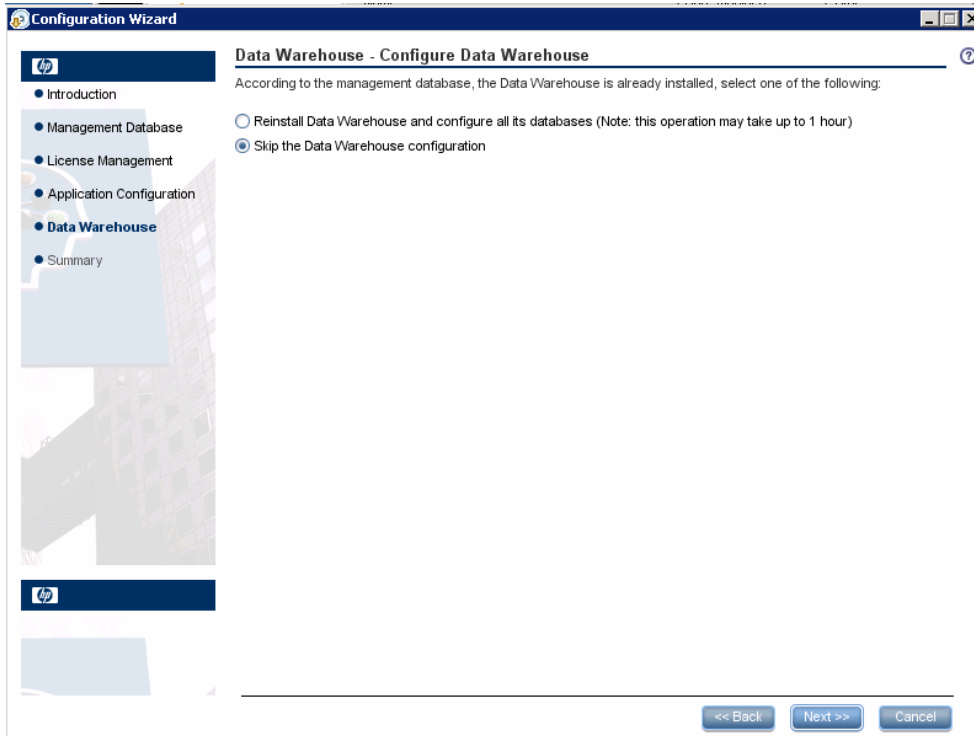 Configuration Wizard
hp
Introduction
Management Database
License Management
Application Configuration
Data Warehouse
Summary
hp
Data Warehouse - Configure Data Warehouse
According to the management database, the Data Warehouse is already installed, select one of the following:
Reinstall Data Warehouse and configure all its databases (Note: this operation may take up to 1 hour)
Skip the Data Warehouse configuration
<< Back
Next >>
Cancel